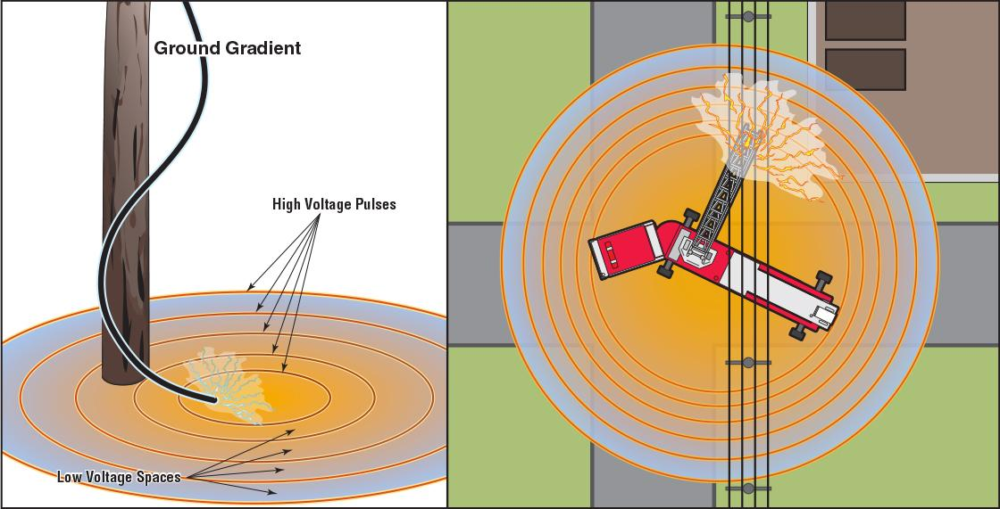 Ground Gradient
High Voltage Pulses
Low Voltage Spaces